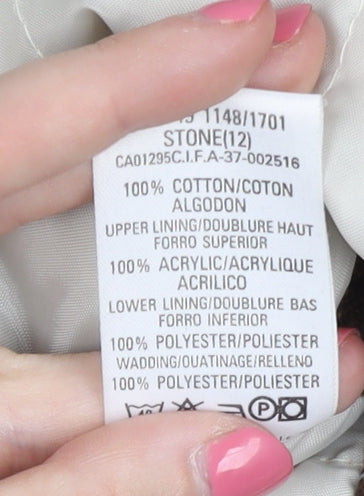 1148/1701
STONE(12)
CA01295C.I.F.A-37-002516
100% COTTON/COTON
ALGODON
UPPER LINING/DOUBLURE HAUT
FORRO SUPERIOR
100% ACRYLIC/ACRYLIQUE
ACRILICO
LOWER LINING/DOUBLURE BAS
FORRO INFERIOR
100% POLYESTER/POLIESTER
WADDING/OUATINAGE/RELLENO
100% POLYESTER/POLIESTER
40 P